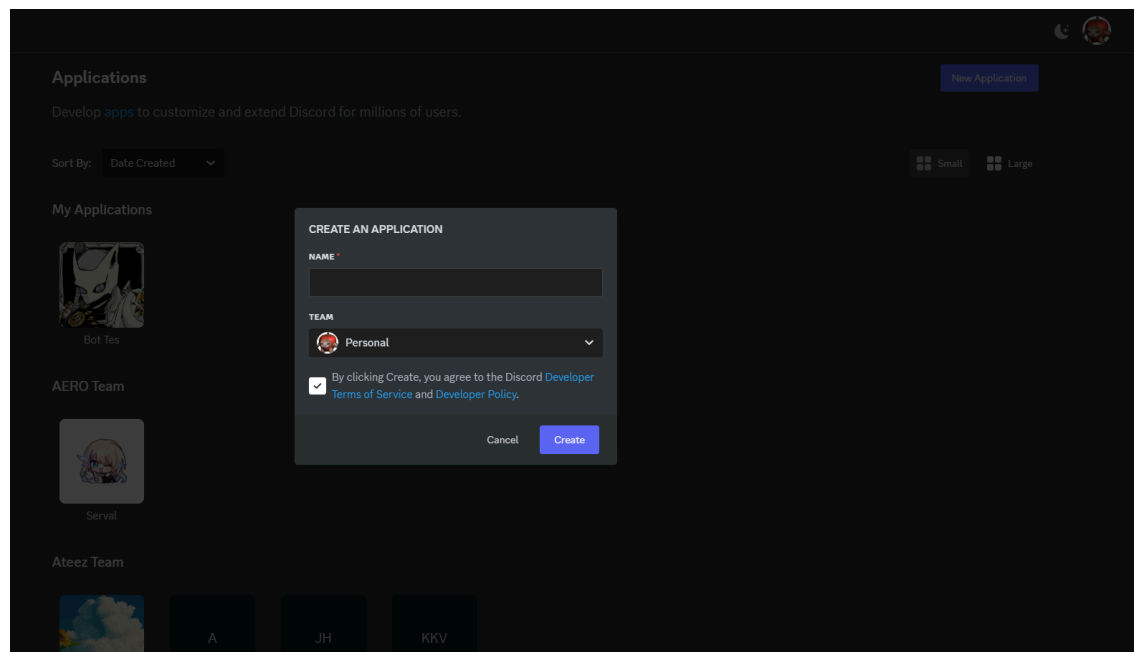 Applications
New Application
Develop apps to customize and extend Discord for millions of users.
Sort By: Date Created
Small Large
My Applications
Bot Tes
CREATE AN APPLICATION
NAME *
TEAM
Personal
By clicking Create, you agree to the Discord Developer
Terms of Service and Developer Policy.
Cancel Create
AERO Team
Serval
Ateez Team
A JH KKV